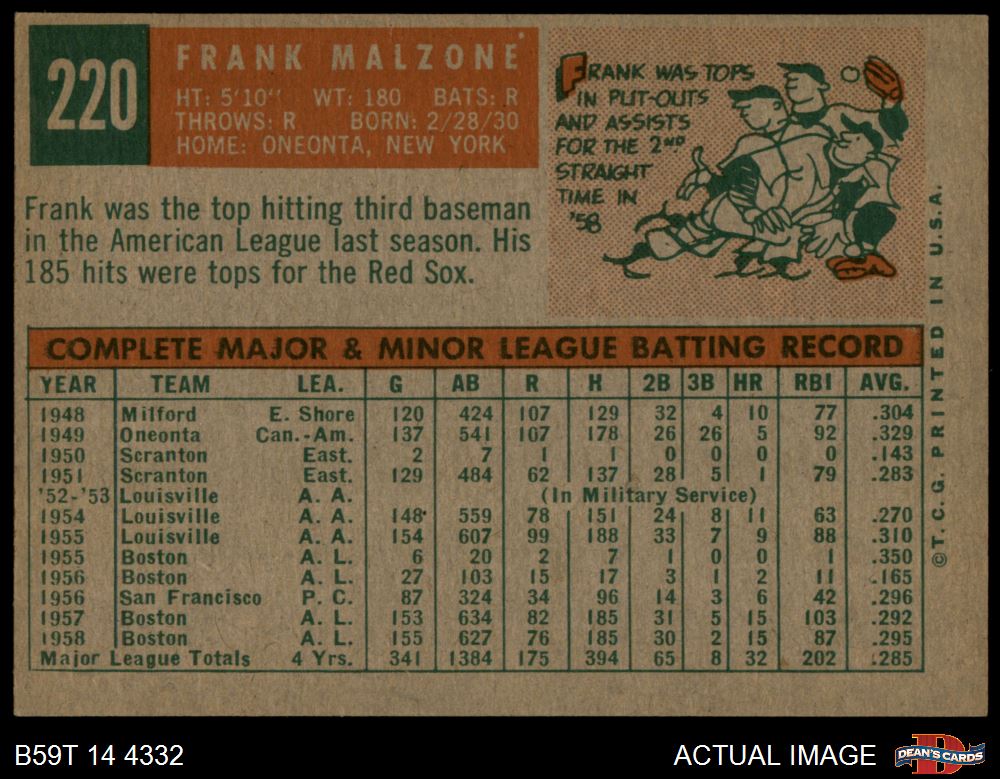 220
FRANK MALZONE
HT: 5'10" WT: 180 BATS: R
THROWS: R BORN: 2/28/30
HOME: ONEONTA, NEW YORK
FRANK WAS TOPS
IN PUT-OUTS
AND ASSISTS
FOR THE 2ND
STRAIGHT
TIME IN
'58
Frank was the top hitting third baseman
in the American League last season. His
185 hits were tops for the Red Sox.
COMPLETE MAJOR & MINOR LEAGUE BATTING RECORD
YEAR TEAM LEA. G AB R H 2B 3B HR RBI AVG.
1948 Milford E. Shore 120 424 107 129 32 4 10 77 .304
1949 Oneonta Can.-Am. 137 541 107 178 26 26 5 92 .329
1950 Scranton East. 2 7 1 1 0 0 0 0 .143
1951 Scranton East. 129 484 62 137 28 5 1 79 .283
'52-'53 Louisville A. A. (In Military Service)
1954 Louisville A. A. 148 559 78 151 24 8 11 63 .270
1955 Louisville A. A. 154 607 99 188 33 7 9 88 .310
1955 Boston A. L. 6 20 2 7 1 0 0 1 .350
1956 Boston A. L. 27 103 15 17 3 1 2 11 .165
1956 San Francisco P. C. 87 324 34 96 14 3 6 42 .296
1957 Boston A. L. 153 634 82 185 31 5 15 103 .292
1958 Boston A. L. 155 627 76 185 30 2 15 87 .295
Major League Totals 4 Yrs. 341 1384 175 394 65 8 32 202 .285
©T. C. G. PRINTED IN U.S.A.
B59T 14 4332
ACTUAL IMAGE
DEAN'S CARDS